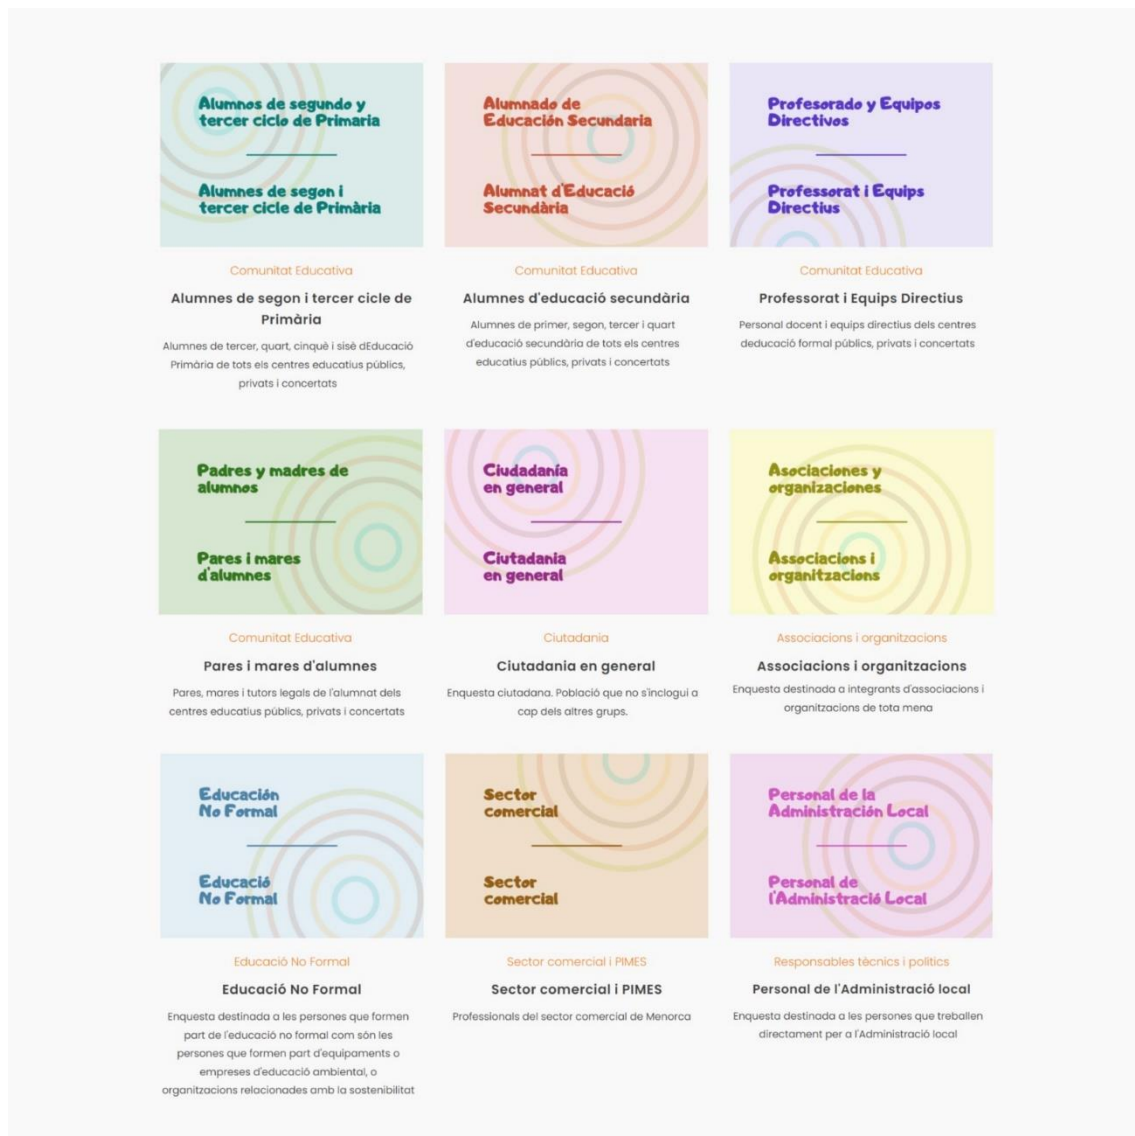 Alumnos de segundo y
tercer ciclo de Primaria
Alumnes de segon i
tercer cicle de Primària
Comunitat Educativa
Alumnes de segon i tercer cicle de
Primària
Alumnes de tercer, quart, cinquè i sisè dEducació
Primària de tots els centres educatius públics,
privats i concertats
Alumnado de
Educación Secundaria
Alumnat d'Educació
Secundària
Comunitat Educativa
Alumnes d'educació secundària
Alumnes de primer, segon, tercer i quart
d'educació secundària de tots els centres
educatius públics, privats i concertats
Profesorado y Equipos
Directivos
Professorat i Equips
Directius
Comunitat Educativa
Professorat i Equips Directius
Personal docent i equips directius dels centres
deducació formal públics, privats i concertats
Padres y madres de
alumnos
Pares i mares
d'alumnes
Comunitat Educativa
Pares i mares d'alumnes
Pares, mares i tutors legals de l'alumnat dels
centres educatius públics, privats i concertats
Ciudadanía
en general
Ciutadania
en general
Ciutadania
Ciutadania en general
Enquesta ciutadana. Població que no s'inclogui a
cap dels altres grups.
Asociaciones y
organizaciones
Associacions i
organitzacions
Associacions i organitzacions
Associacions i organitzacions
Enquesta destinada a integrants d'associacions i
organitzacions de tota mena
Educación
No Formal
Educació
No Formal
Educació No Formal
Educació No Formal
Enquesta destinada a les persones que formen
part de l'educació no formal com són les
persones que formen part d'equipaments o
empreses d'educació ambiental, o
organitzacions relacionades amb la sostenibilitat
Sector
comercial
Sector
comercial
Sector comercial i PIMES
Sector comercial i PIMES
Professionals del sector comercial de Menorca
Personal de la
Administración Local
Personal de
l'Administració Local
Responsables tècnics i polítics
Personal de l'Administració local
Enquesta destinada a les persones que treballen
directament per a l'Administració local